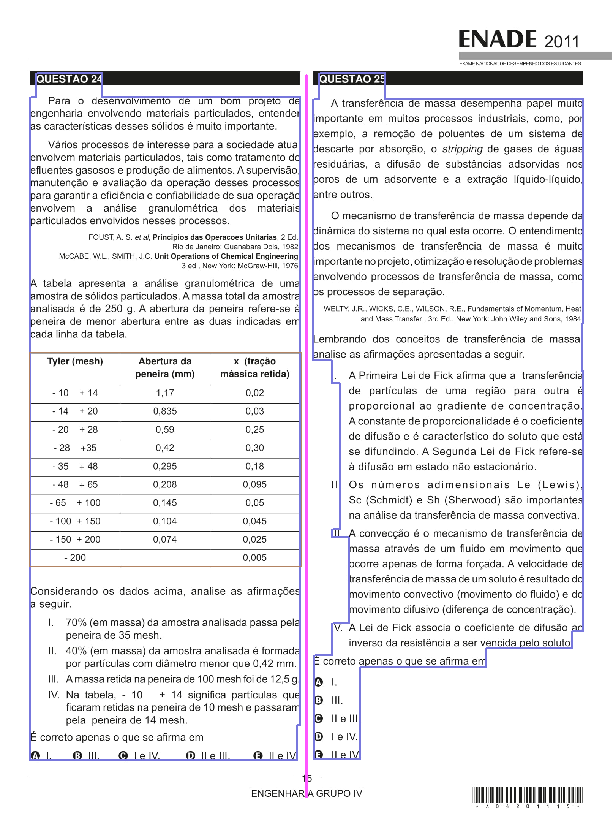 ENADE 2011
EXAME NACIONAL DE DESEMPENHO DOS ESTUDANTES
QUESTÃO 24
Para o desenvolvimento de um bom projeto de
engenharia envolvendo materiais particulados, entender
as características desses sólidos é muito importante.
Vários processos de interesse para a sociedade atua
envolvem materiais particulados, tais como tratamento de
efluentes gasosos e produção de alimentos. A supervisão,
manutenção e avaliação da operação desses processos
para garantir a eficiência e confiabilidade de sua operação
envolvem a análise granulométrica dos materiais
particulados envolvidos nesses processos.
FOUST, A. S. et al, Princípios das Operacoes Unitarias, 2 Ed.
Rio de Janeiro: Guanabara Dois, 1982
McCABE, W.L., SMITH, J.C. Unit Operations of Chemical Engineering
3 ed., New York: McGraw-Hill, 1976
A tabela apresenta a análise granulométrica de uma
amostra de sólidos particulados. A massa total da amostra
analisada é de 250 g. A abertura da peneira refere-se à
peneira de menor abertura entre as duas indicadas em
cada linha da tabela.
Tyler (mesh) Abertura da peneira (mm) x (fração mássica retida)
- 10 + 14 1,17 0,02
- 14 + 20 0,835 0,03
- 20 + 28 0,59 0,25
- 28 +35 0,42 0,30
- 35 + 48 0,295 0,18
- 48 + 65 0,208 0,095
- 65 + 100 0,145 0,05
- 100 + 150 0,104 0,045
- 150 + 200 0,074 0,025
- 200 0,005
Considerando os dados acima, analise as afirmações
a seguir.
I. 70% (em massa) da amostra analisada passa pela
peneira de 35 mesh.
II. 40% (em massa) da amostra analisada é formada
por partículas com diâmetro menor que 0,42 mm.
III. A massa retida na peneira de 100 mesh foi de 12,5 g
IV. Na tabela, - 10 + 14 significa partículas que
ficaram retidas na peneira de 10 mesh e passaram
pela peneira de 14 mesh.
É correto apenas o que se afirma em
A I. B III. C I e IV. D II e III. E II e IV
QUESTÃO 25
A transferência de massa desempenha papel muito
importante em muitos processos industriais, como, por
exemplo, a remoção de poluentes de um sistema de
descarte por absorção, o stripping de gases de águas
residuárias, a difusão de substâncias adsorvidas nos
poros de um adsorvente e a extração líquido-líquido,
entre outros.
O mecanismo de transferência de massa depende da
dinâmica do sistema no qual esta ocorre. O entendimento
dos mecanismos de transferência de massa é muito
importante no projeto, otimização e resolução de problemas
envolvendo processos de transferência de massa, como
os processos de separação.
WELTY, J.R., WICKS, C.E., WILSON, R.E., Fundamentals of Momentum, Heat
and Mass Transfer, 3rd Ed., New York: John Wiley and Sons, 1984
Lembrando dos conceitos de transferência de massa
analise as afirmações apresentadas a seguir.
I. A Primeira Lei de Fick afirma que a transferência
de partículas de uma região para outra é
proporcional ao gradiente de concentração.
A constante de proporcionalidade é o coeficiente
de difusão e é característico do soluto que está
se difundindo. A Segunda Lei de Fick refere-se
à difusão em estado não estacionário.
II. Os números adimensionais Le (Lewis),
Sc (Schmidt) e Sh (Sherwood) são importantes
na análise da transferência de massa convectiva.
III. A convecção é o mecanismo de transferência de
massa através de um fluido em movimento que
ocorre apenas de forma forçada. A velocidade de
transferência de massa de um soluto é resultado do
movimento convectivo (movimento do fluido) e do
movimento difusivo (diferença de concentração).
IV. A Lei de Fick associa o coeficiente de difusão ao
inverso da resistência a ser vencida pelo soluto.
É correto apenas o que se afirma em
A I.
B III.
C II e III
D I e IV.
E II e IV
15
ENGENHARIA GRUPO IV